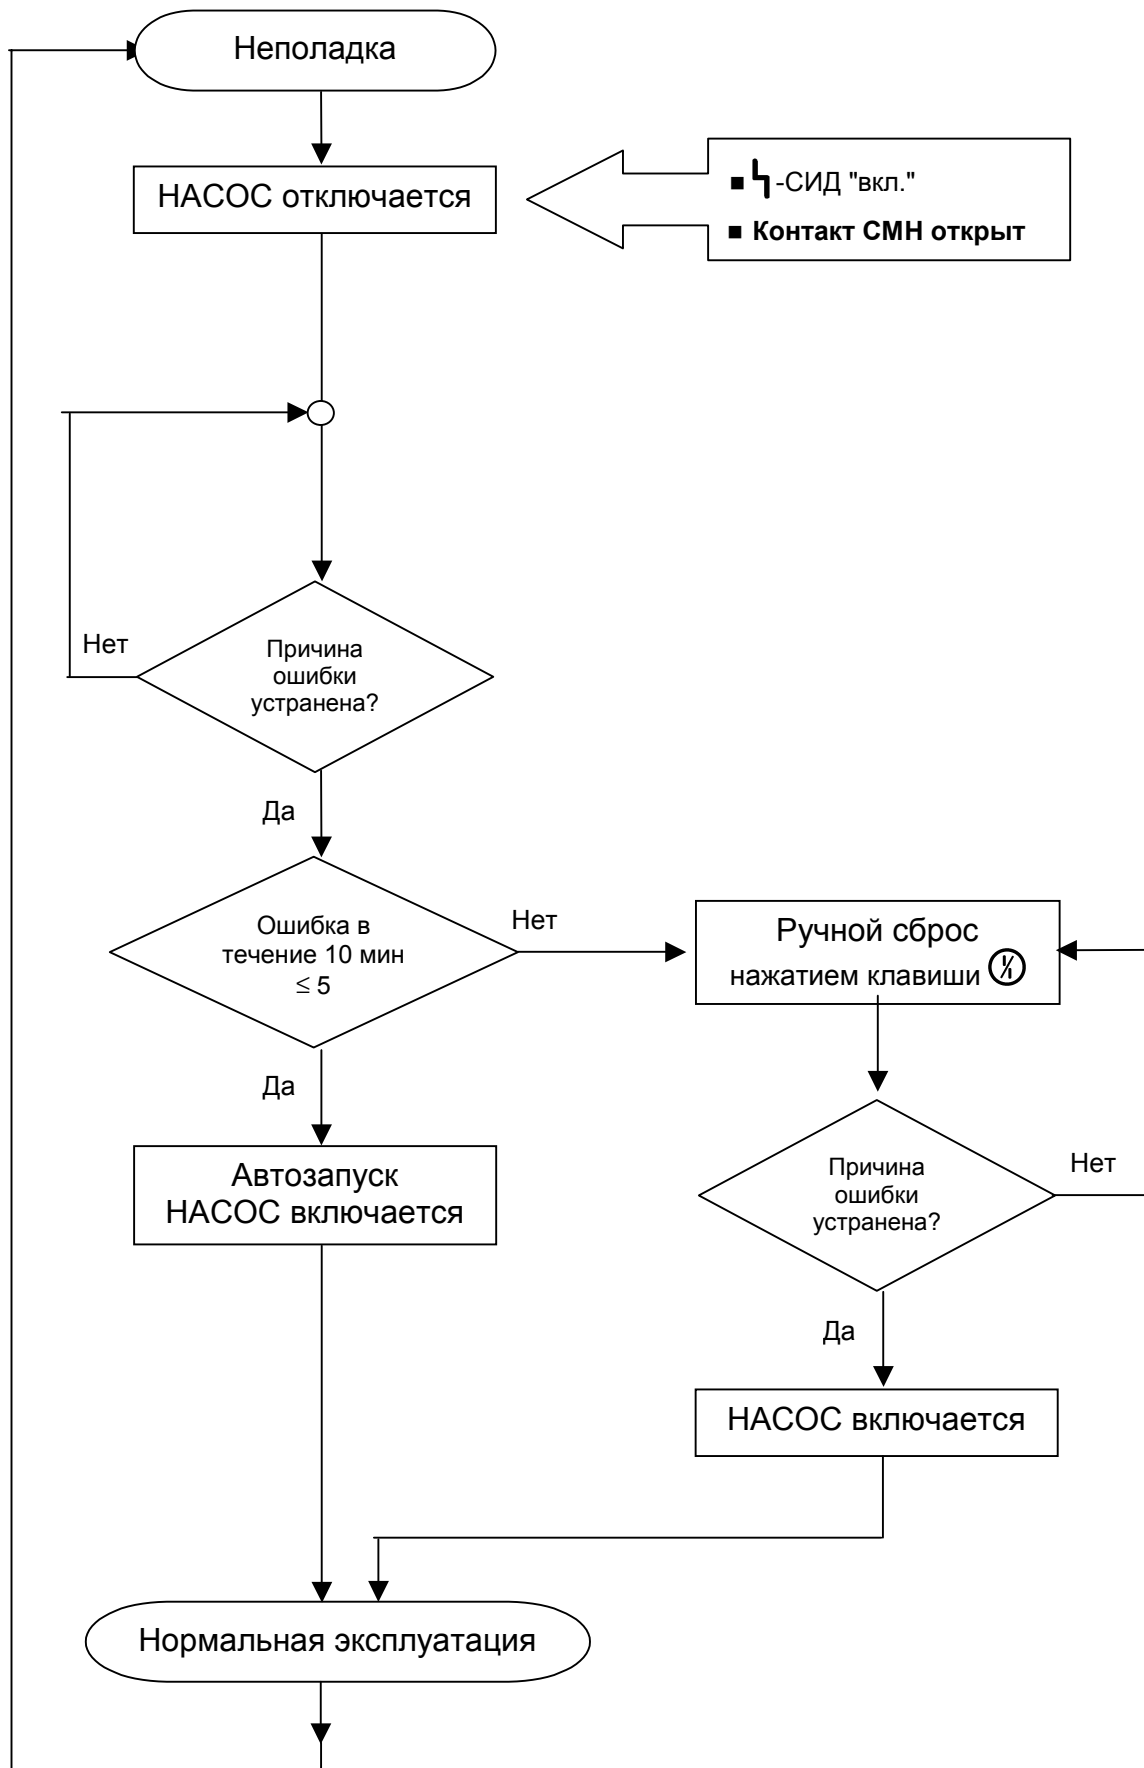 Неполадка
НАСОС отключается
-СИД "вкл."
Контакт СМН открыт
Нет
Причина
ошибки
устранена?
Да
Ошибка в
течение 10 мин
≤ 5
Нет
Ручной сброс
нажатием клавиши
Да
Автозапуск
НАСОС включается
Причина
ошибки
устранена?
Нет
Да
НАСОС включается
Нормальная эксплуатация